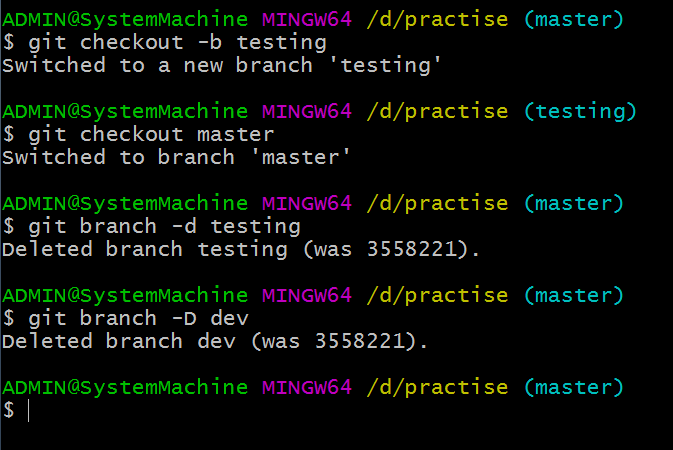 ADMIN@SystemMachine MINGW64 /d/practise (master)
$ git checkout -b testing
Switched to a new branch 'testing'
ADMIN@SystemMachine MINGW64 /d/practise (testing)
$ git checkout master
Switched to branch 'master'
ADMIN@SystemMachine MINGW64 /d/practise (master)
$ git branch -d testing
Deleted branch testing (was 3558221).
ADMIN@SystemMachine MINGW64 /d/practise (master)
$ git branch -D dev
Deleted branch dev (was 3558221).
ADMIN@SystemMachine MINGW64 /d/practise (master)
$